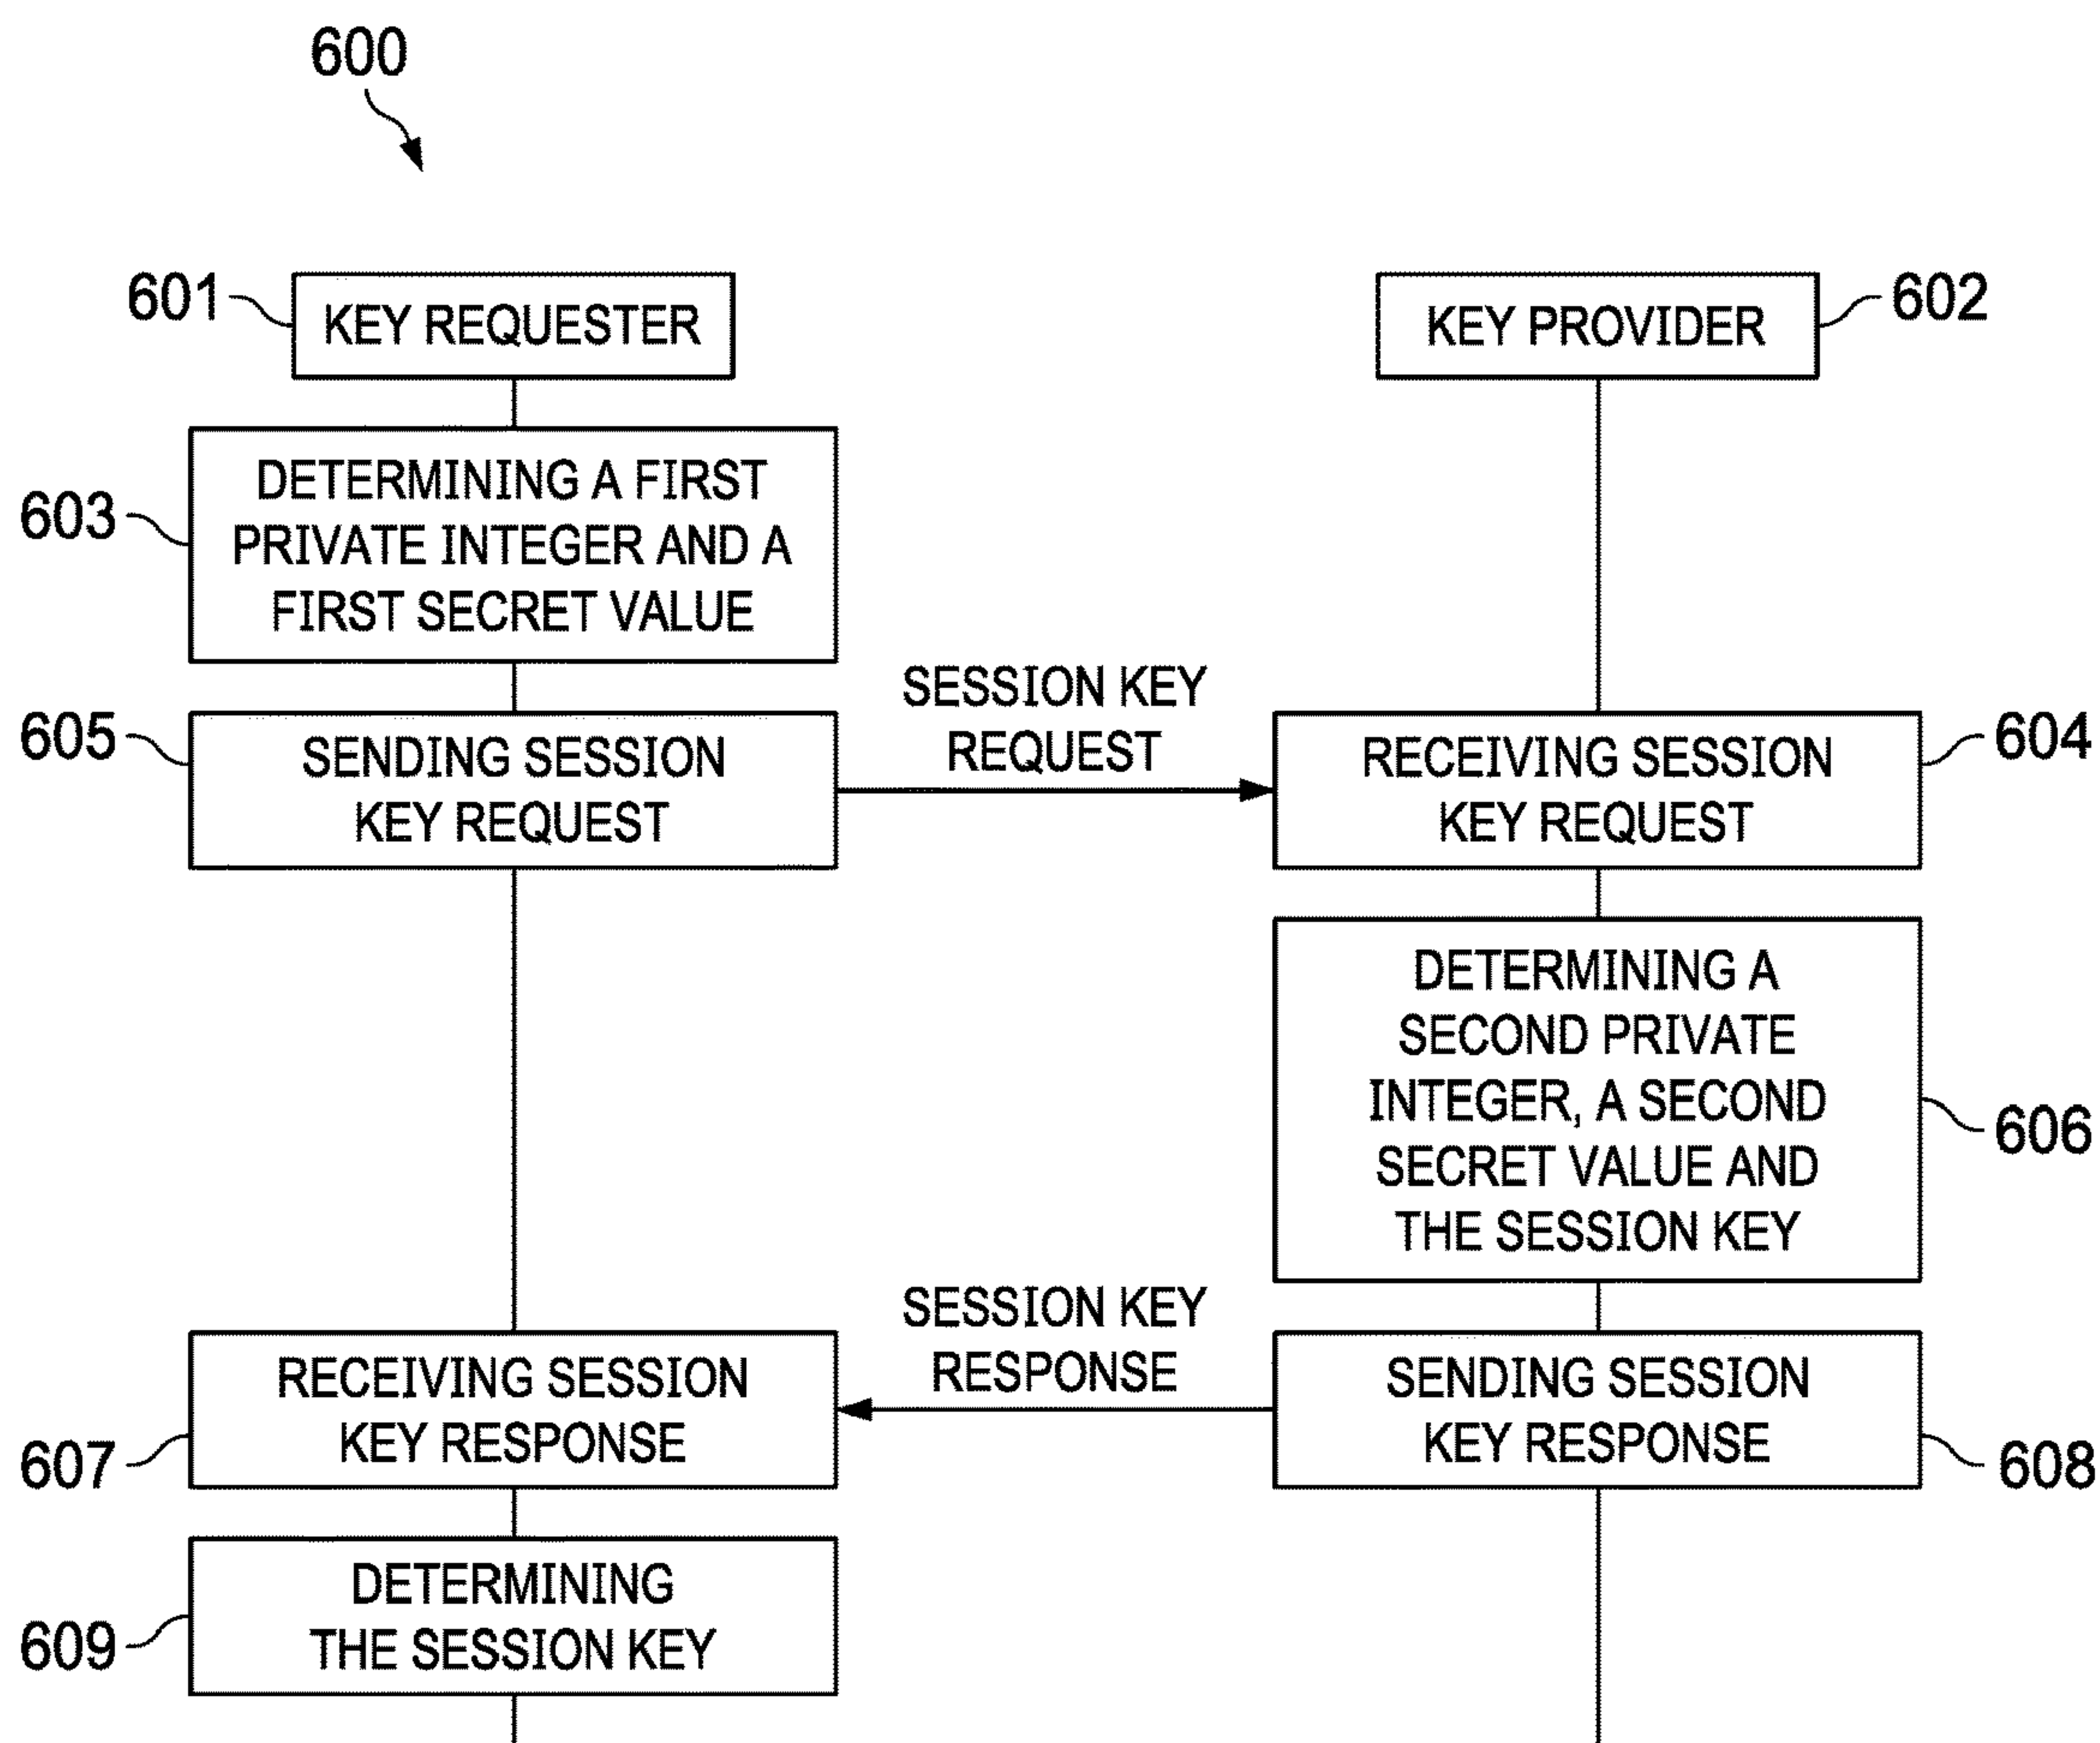 600
601
KEY REQUESTER
KEY PROVIDER
602
603
DETERMINING A FIRST
PRIVATE INTEGER AND A
FIRST SECRET VALUE
605
SENDING SESSION
KEY REQUEST
SESSION KEY
REQUEST
RECEIVING SESSION
KEY REQUEST
604
DETERMINING A
SECOND PRIVATE
INTEGER, A SECOND
SECRET VALUE AND
THE SESSION KEY
606
607
RECEIVING SESSION
KEY RESPONSE
SESSION KEY
RESPONSE
SENDING SESSION
KEY RESPONSE
608
609
DETERMINING
THE SESSION KEY